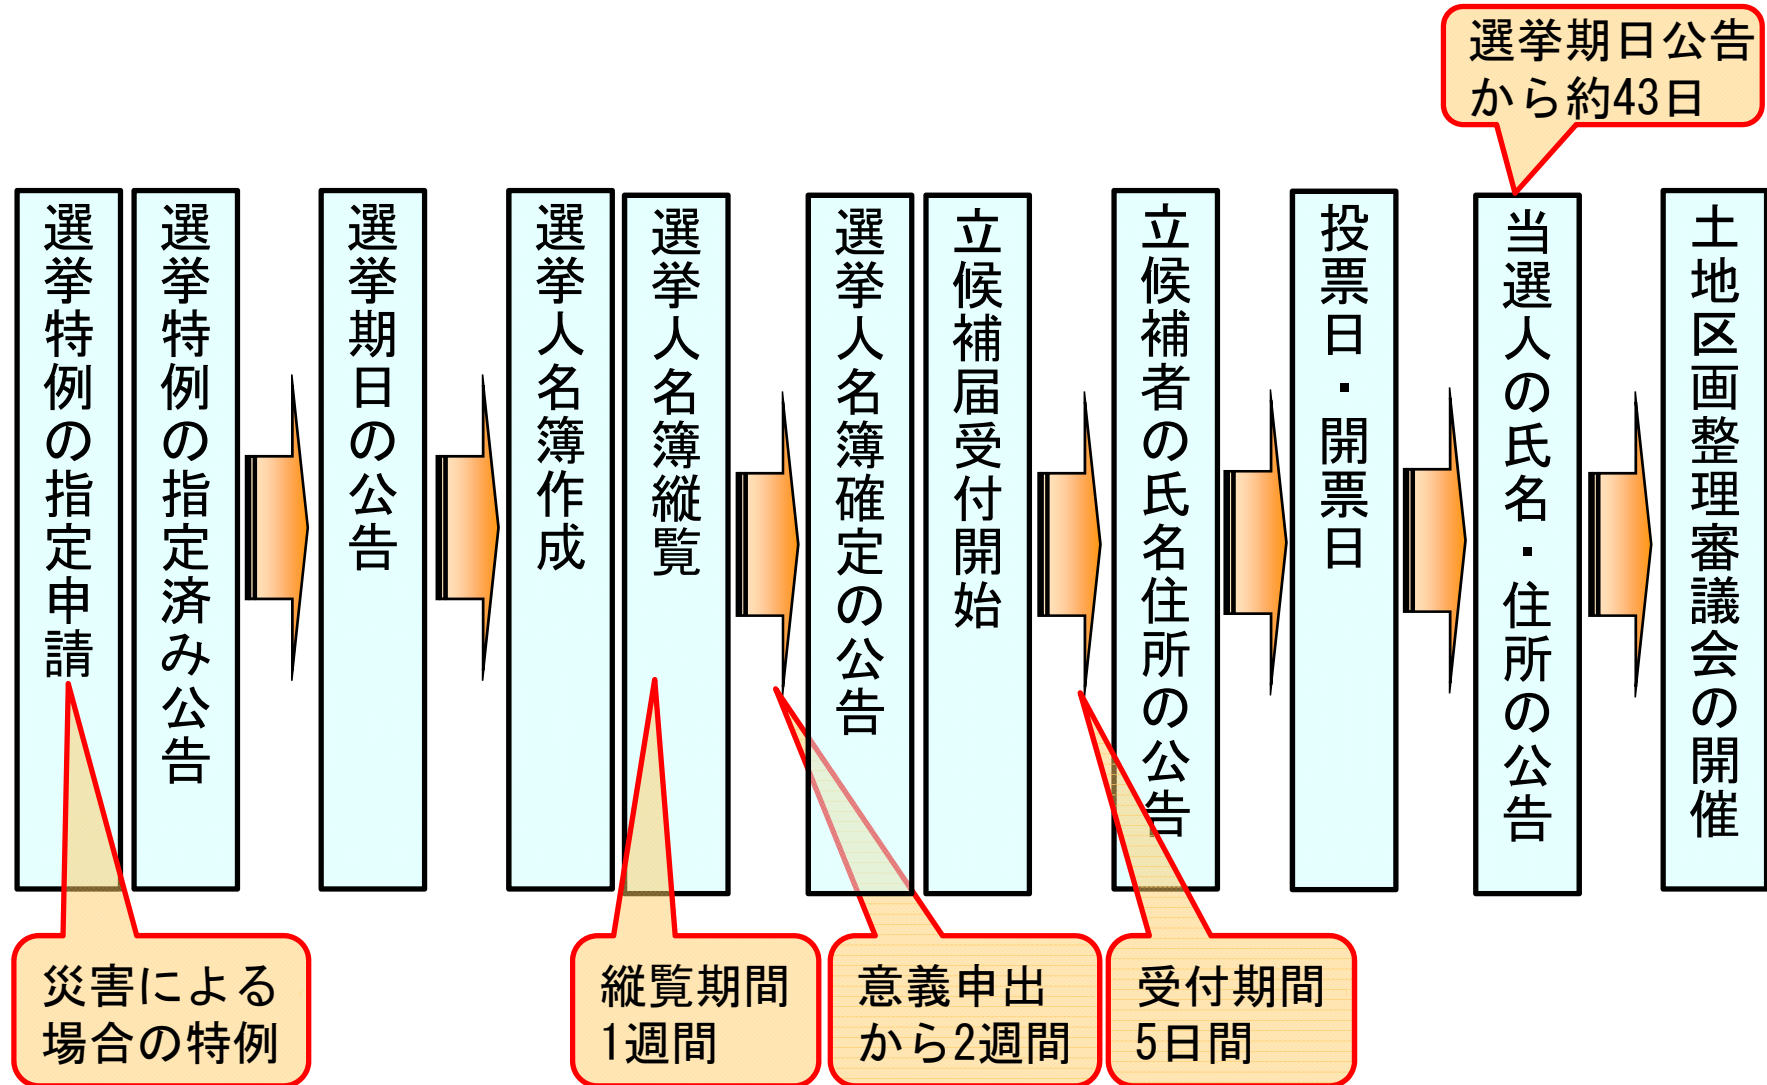 選挙期日公告
から約43日
選挙特例の指定申請
選挙特例の指定済み公告
選挙期日の公告
選挙人名簿作成
選挙人名簿縦覧
選挙人名簿確定の公告
立候補届受付開始
立候補者の氏名住所の公告
投票日・開票日
当選人の氏名・住所の公告
土地区画整理審議会の開催
災害による
場合の特例
縦覧期間
1週間
意義申出
から2週間
受付期間
5日間